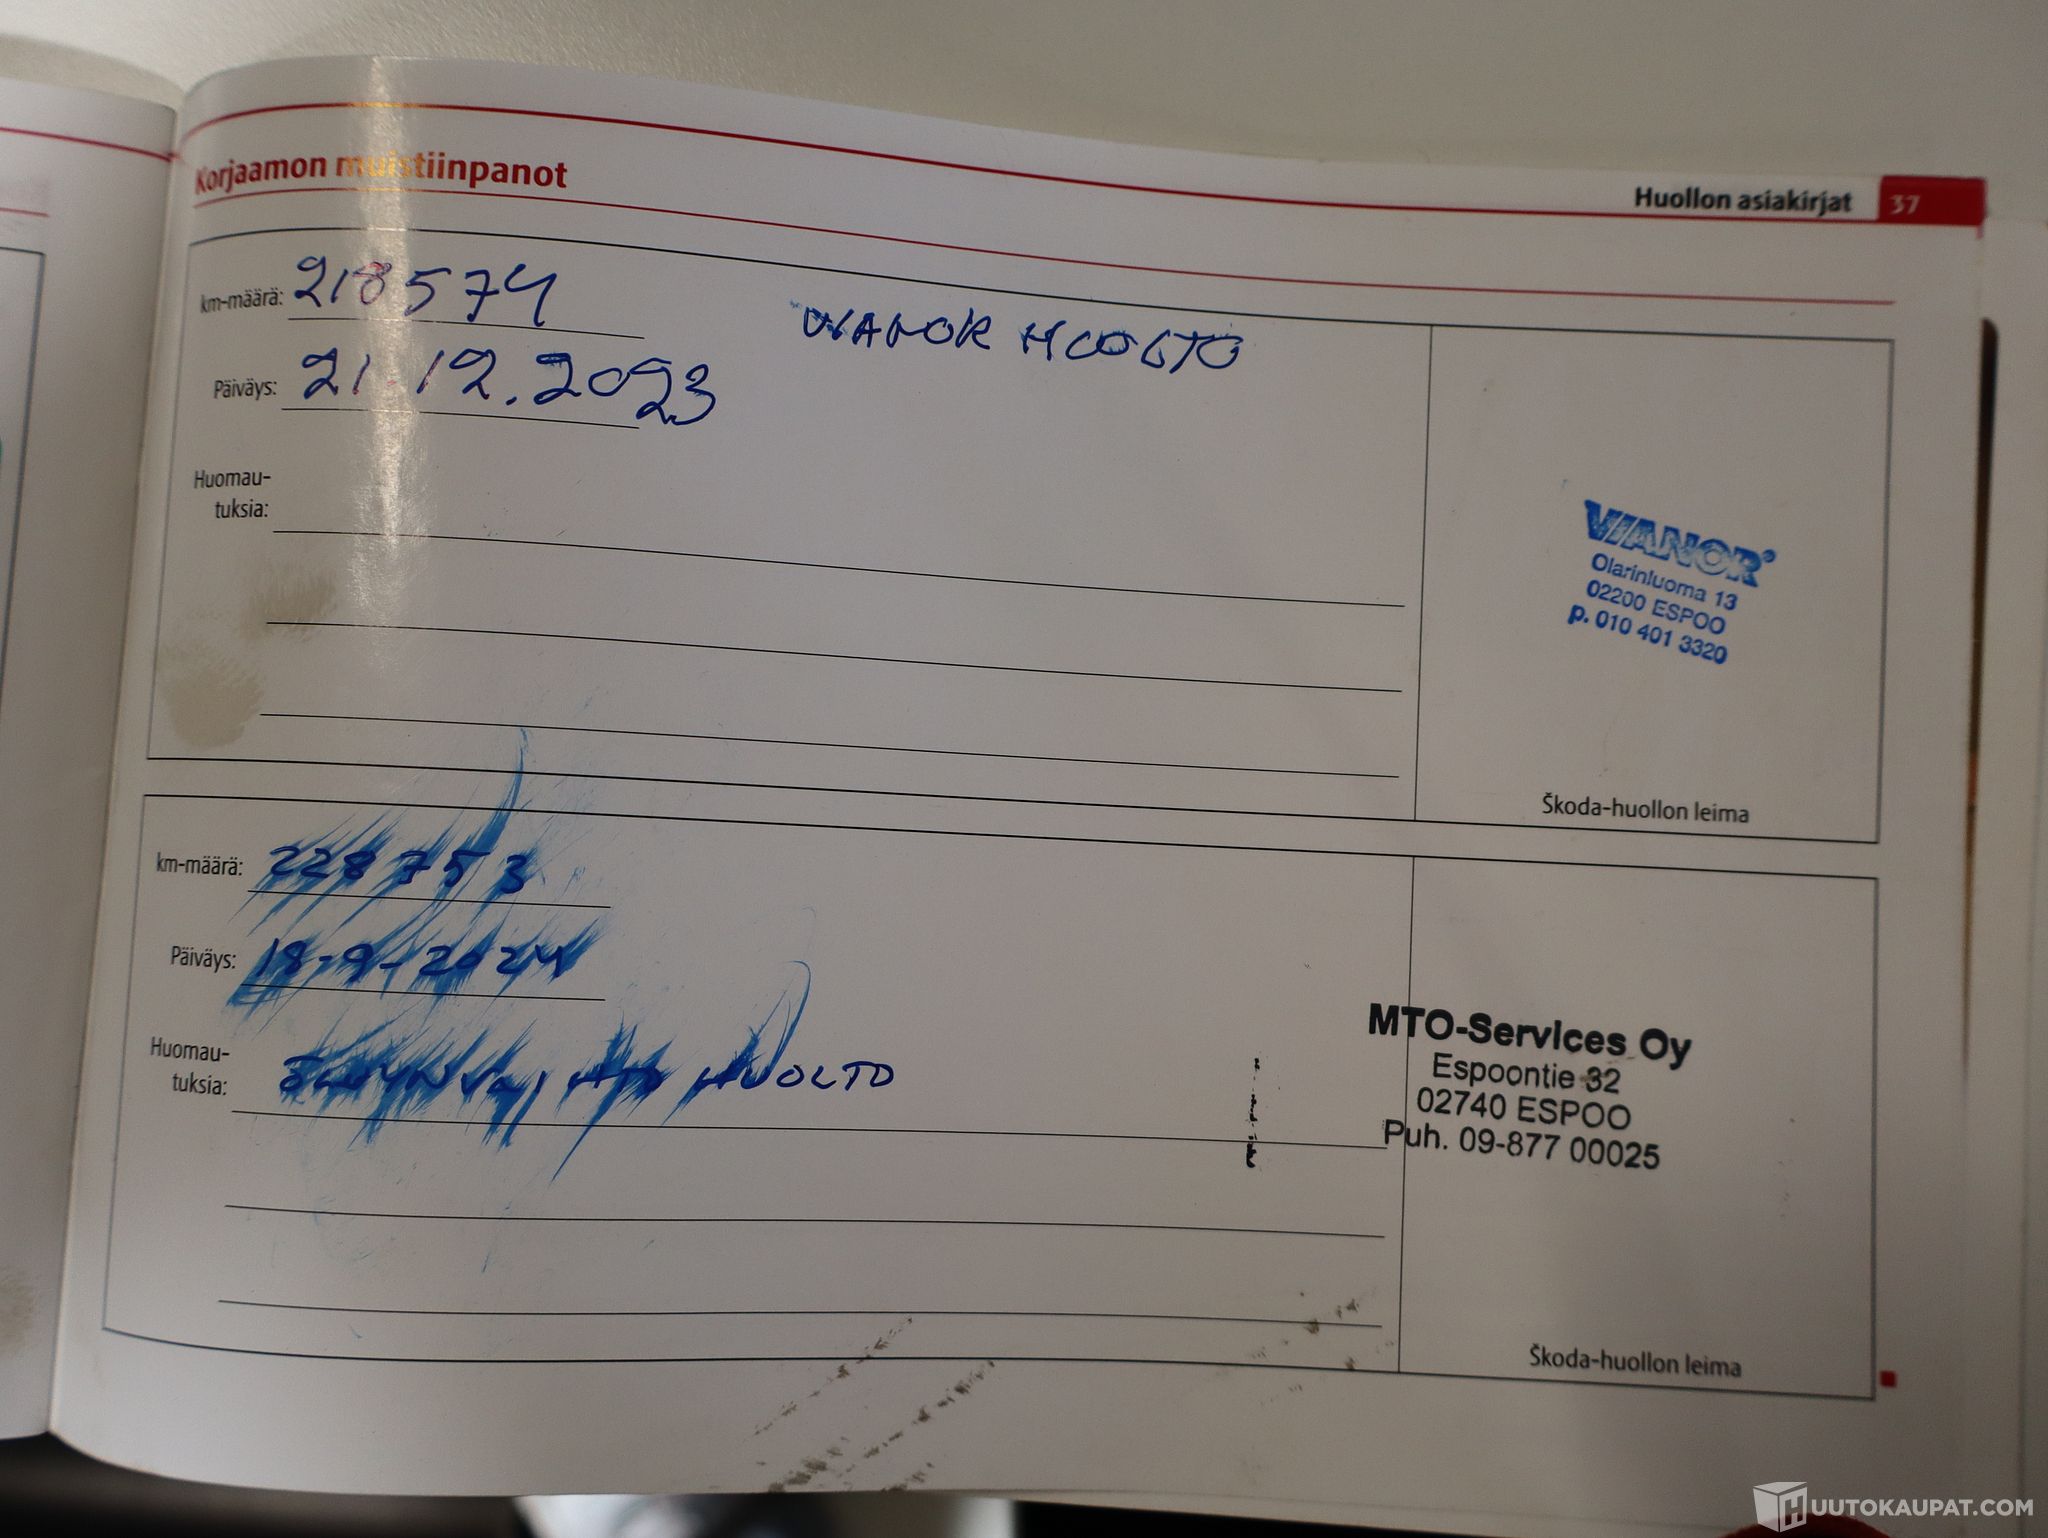 Korjaamon muistiinpanot
Huollon asiakirjat 37
km-määrä: 218574
VIANOR HUOLTO
Päiväys: 21.12.2023
Huomau-
tuksia:
VIANOR®
Olarinluoma 13
02200 ESPOO
p. 010 401 3320
Škoda-huollon leima
km-määrä: 228753
Päiväys: 18-9-2024
Huomau-
tuksia: HUOLTO
MTO-Services Oy
Espoontie 32
02740 ESPOO
Puh. 09-877 00025
Škoda-huollon leima
HUUTOKAUPAT.COM